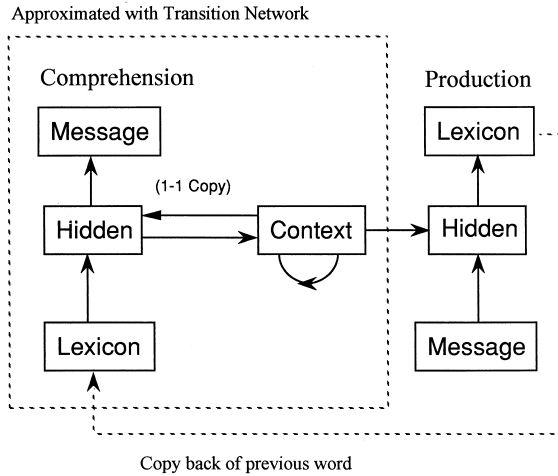 Approximated with Transition Network
Comprehension
Production
Message
Lexicon
(1-1 Copy)
Hidden
Context
Hidden
Lexicon
Message
Copy back of previous word